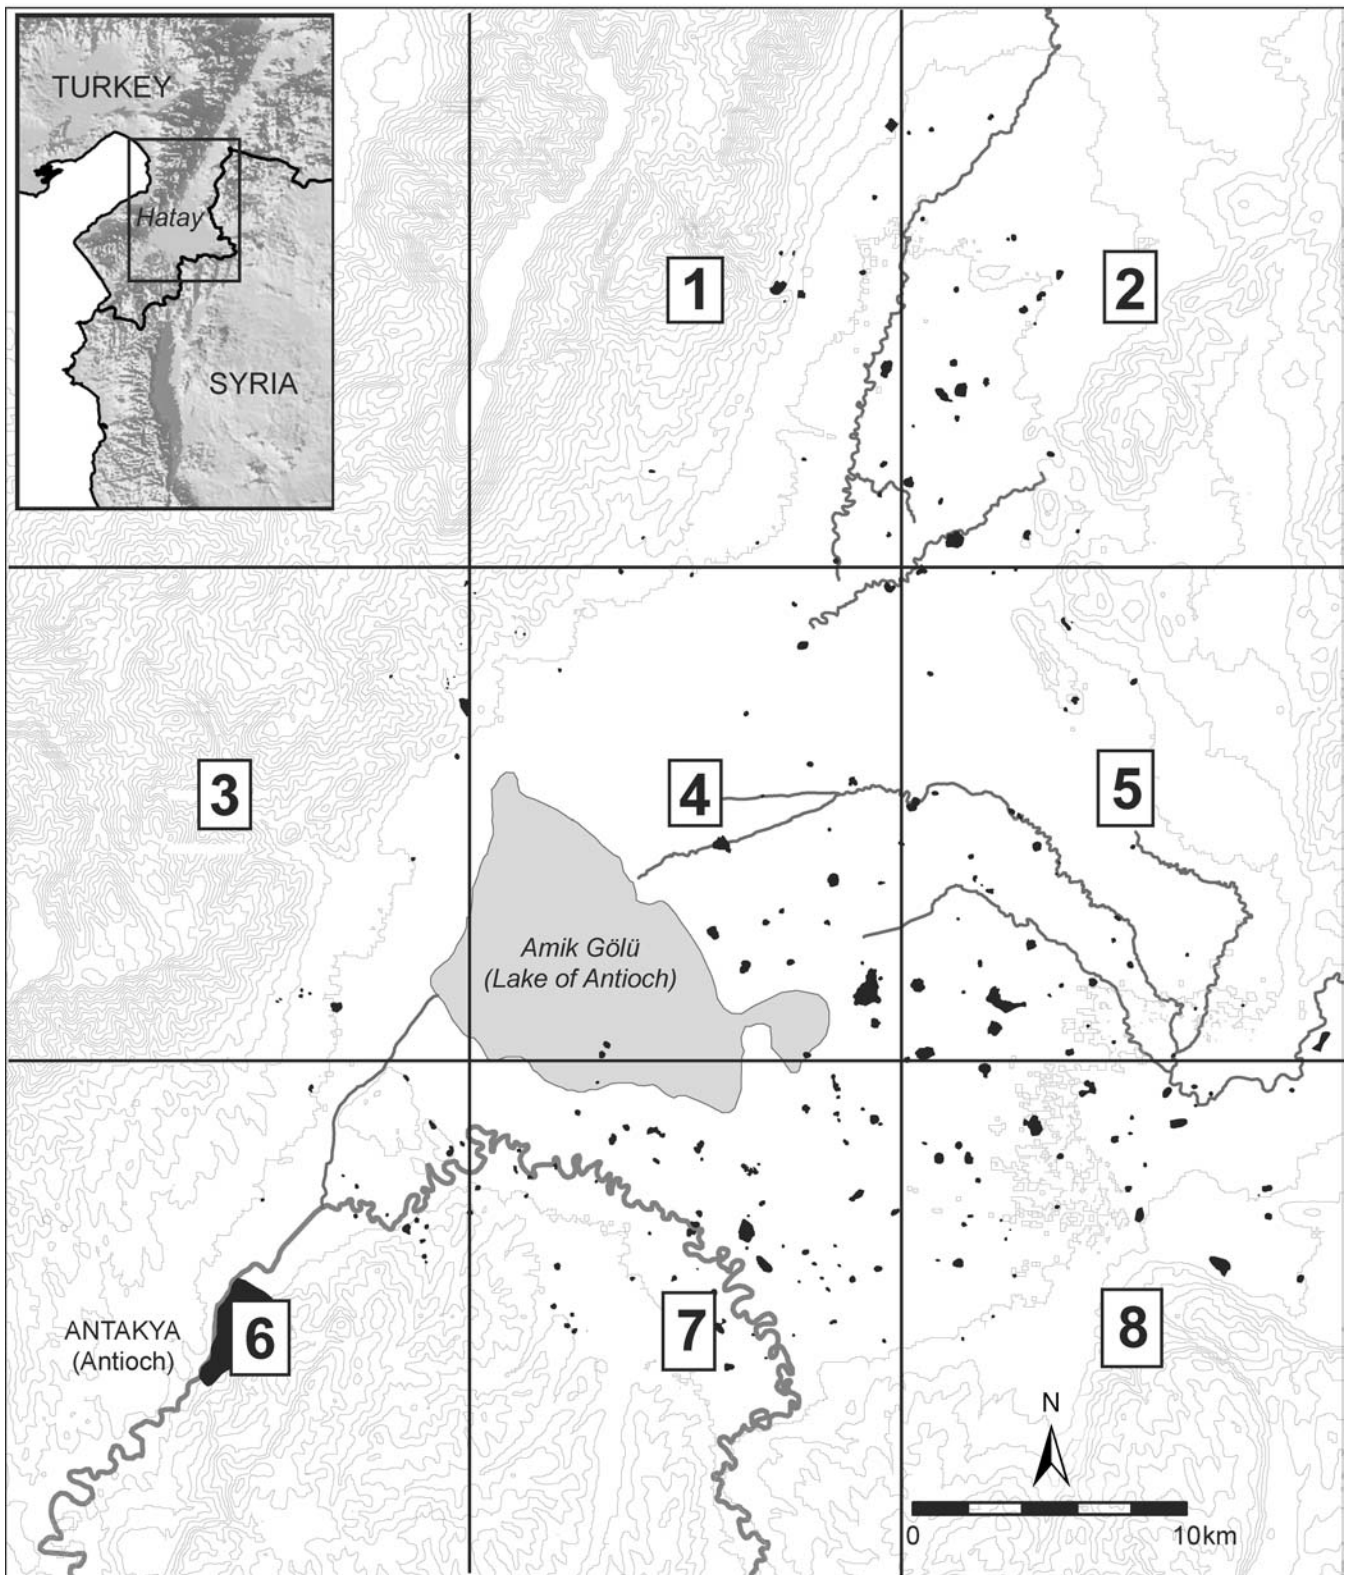 TURKEY
Hatay
SYRIA
1
2
3
4
5
Amik Gölü
(Lake of Antioch)
ANTAKYA
(Antioch)
6
7
8
N
0
10km